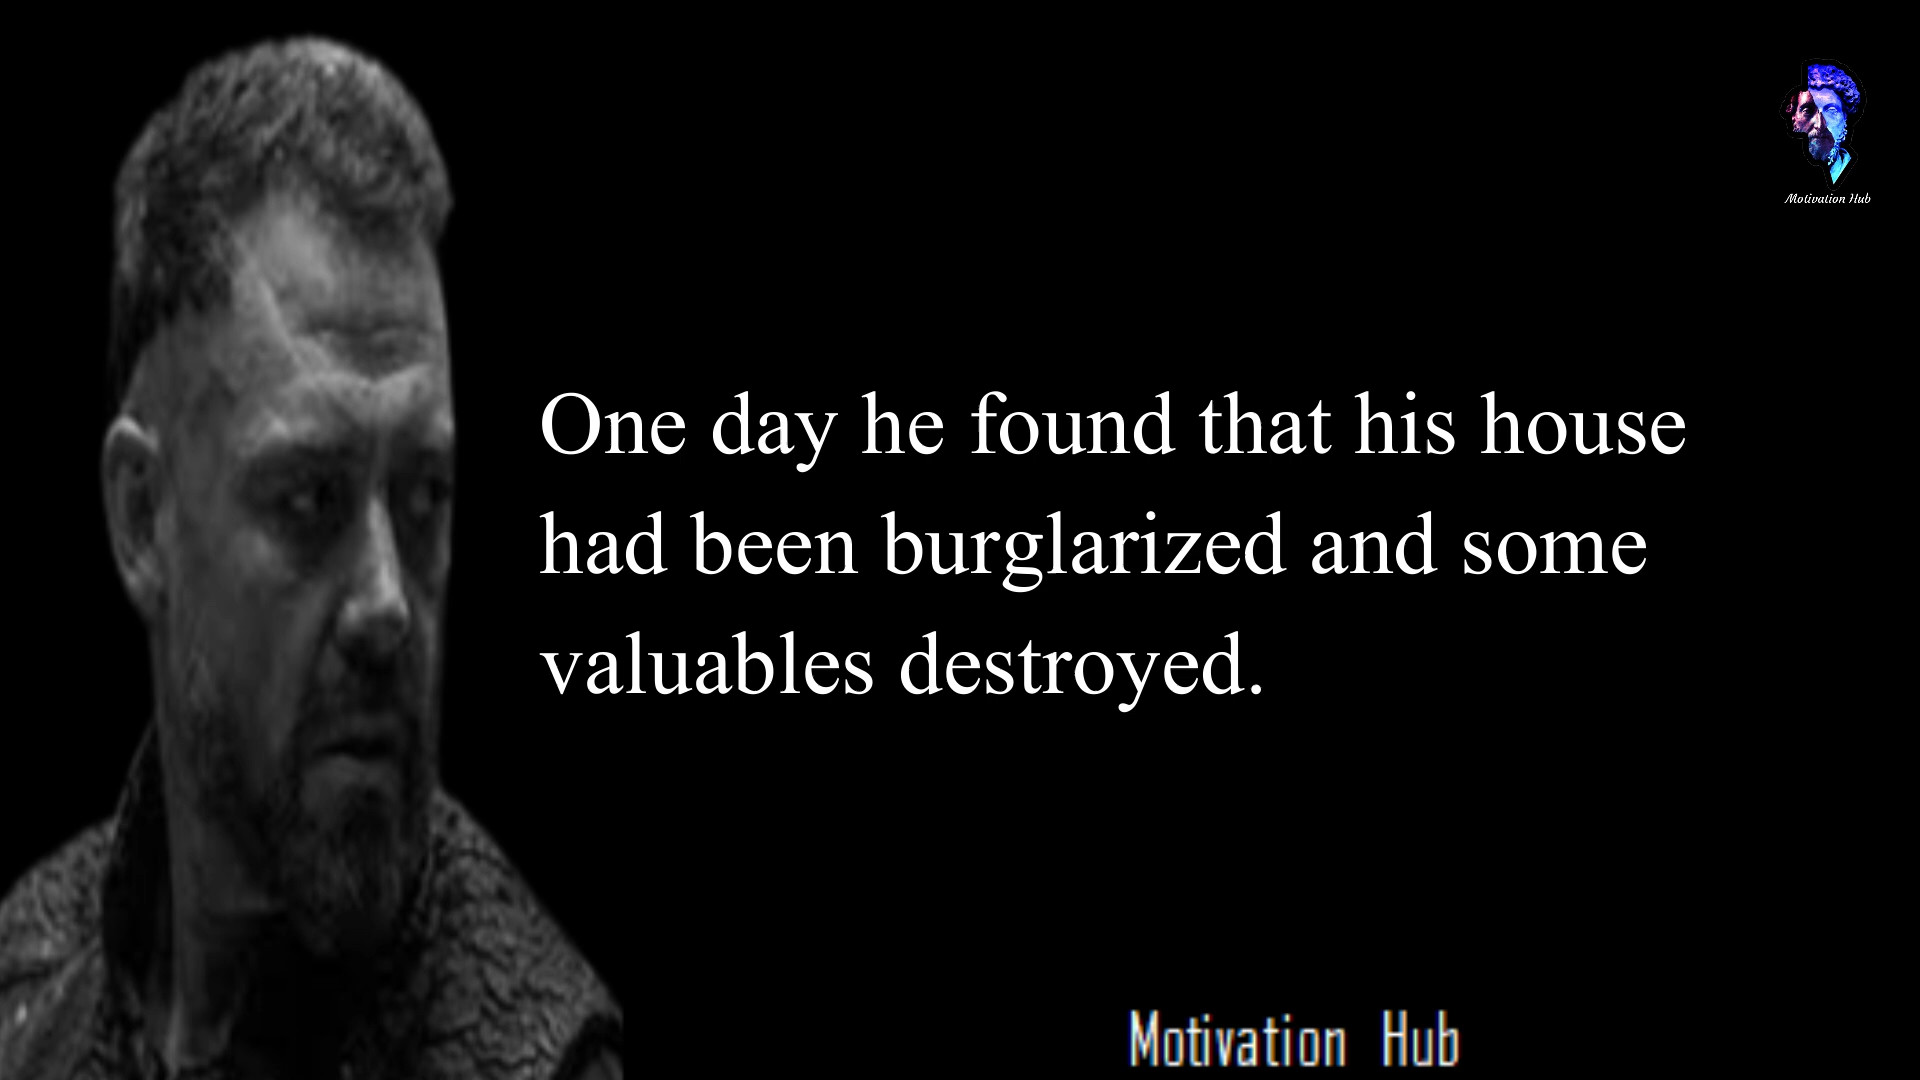 Motivation Hub
One day he found that his house
had been burglarized and some
valuables destroyed.
Motivation Hub